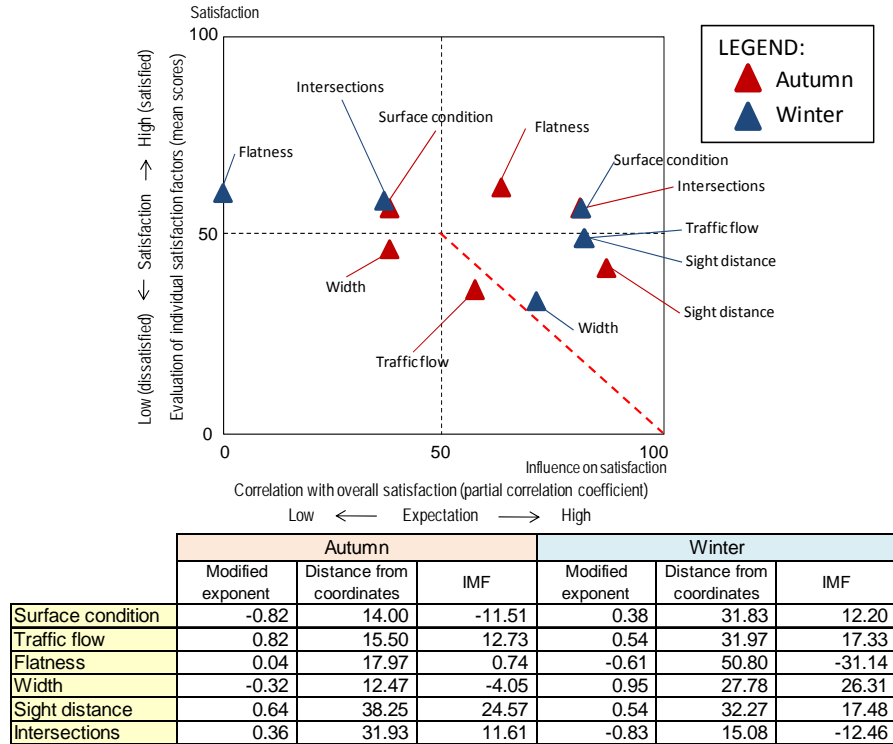 Satisfaction
100
50
0
0
50
100
Low (dissatisfied) ← Satisfaction → High (satisfied)
Evaluation of individual satisfaction factors (mean scores)
LEGEND:
Autumn
Winter
Intersections
Surface condition
Flatness
Flatness
Surface condition
Intersections
Traffic flow
Sight distance
Width
Sight distance
Width
Traffic flow
Influence on satisfaction
Correlation with overall satisfaction (partial correlation coefficient)
Low ← Expectation → High
Autumn Winter
Modified exponent Distance from coordinates IMF Modified exponent Distance from coordinates IMF
Surface condition -0.82 14.00 -11.51 0.38 31.83 12.20
Traffic flow 0.82 15.50 12.73 0.54 31.97 17.33
Flatness 0.04 17.97 0.74 -0.61 50.80 -31.14
Width -0.32 12.47 -4.05 0.95 27.78 26.31
Sight distance 0.64 38.25 24.57 0.54 32.27 17.48
Intersections 0.36 31.93 11.61 -0.83 15.08 -12.46